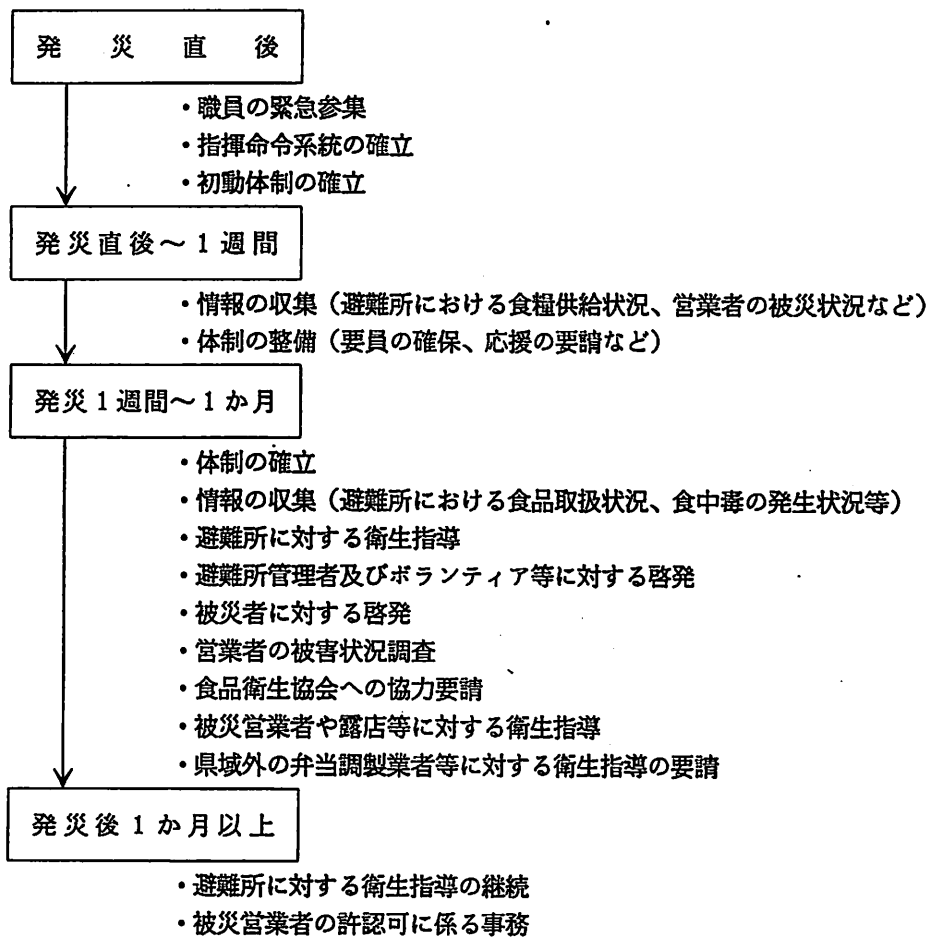 発災直後
・職員の緊急参集
・指揮命令系統の確立
・初動体制の確立
発災直後～1週間
・情報の収集（避難所における食糧供給状況、営業者の被災状況など）
・体制の整備（要員の確保、応援の要請など）
発災1週間～1か月
・体制の確立
・情報の収集（避難所における食品取扱状況、食中毒の発生状況等）
・避難所に対する衛生指導
・避難所管理者及びボランティア等に対する啓発
・被災者に対する啓発
・営業者の被害状況調査
・食品衛生協会への協力要請
・被災営業者や露店等に対する衛生指導
・県域外の弁当調製業者等に対する衛生指導の要請
発災後1か月以上
・避難所に対する衛生指導の継続
・被災営業者の許認可に係る事務